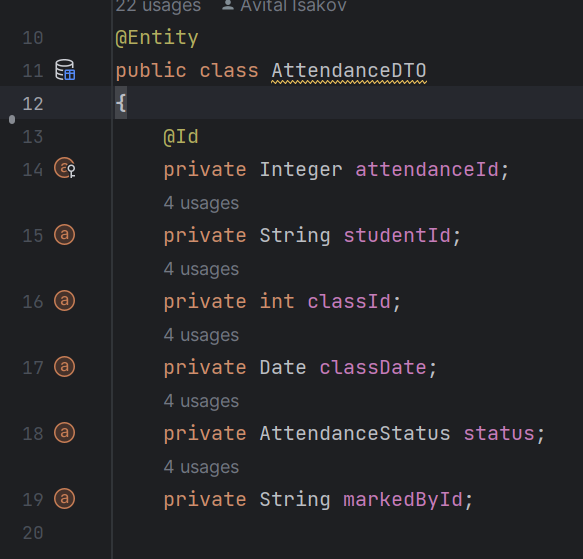 22 usages Avital Isakov
10 @Entity
11 public class AttendanceDTO
12 {
13 @Id
14 private Integer attendanceId;
4 usages
15 private String studentId;
4 usages
16 private int classId;
4 usages
17 private Date classDate;
4 usages
18 private AttendanceStatus status;
4 usages
19 private String markedById;
20